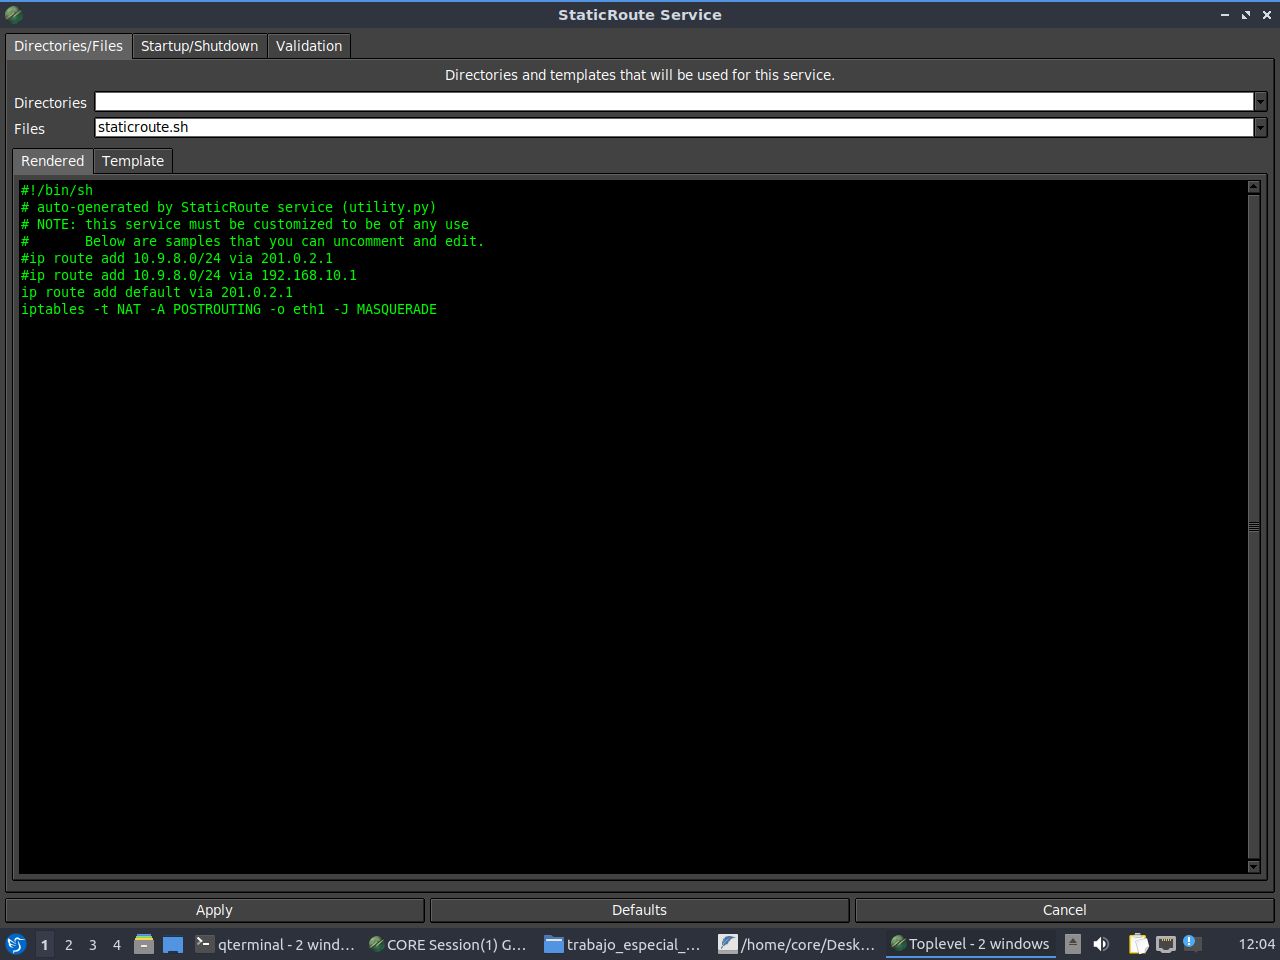 StaticRoute Service
Directories/Files Startup/Shutdown Validation
Directories and templates that will be used for this service.
Directories
Files staticroute.sh
Rendered Template
#!/bin/sh
# auto-generated by StaticRoute service (utility.py)
# NOTE: this service must be customized to be of any use
#       Below are samples that you can uncomment and edit.
#ip route add 10.9.8.0/24 via 201.0.2.1
#ip route add 10.9.8.0/24 via 192.168.10.1
ip route add default via 201.0.2.1
iptables -t NAT -A POSTROUTING -o eth1 -J MASQUERADE
Apply Defaults Cancel
1 2 3 4 qterminal - 2 wind... CORE Session(1) G... trabajo_especial_... /home/core/Desk... Toplevel - 2 windows 12:04